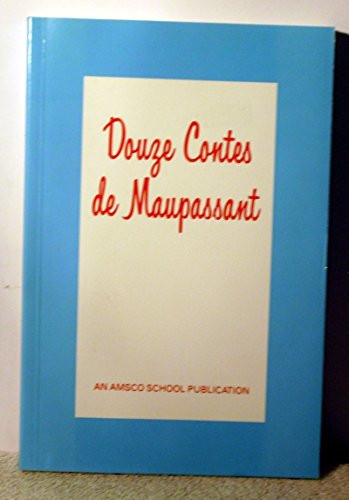 Douze Contes
de Maupassant
AN AMSCO SCHOOL PUBLICATION